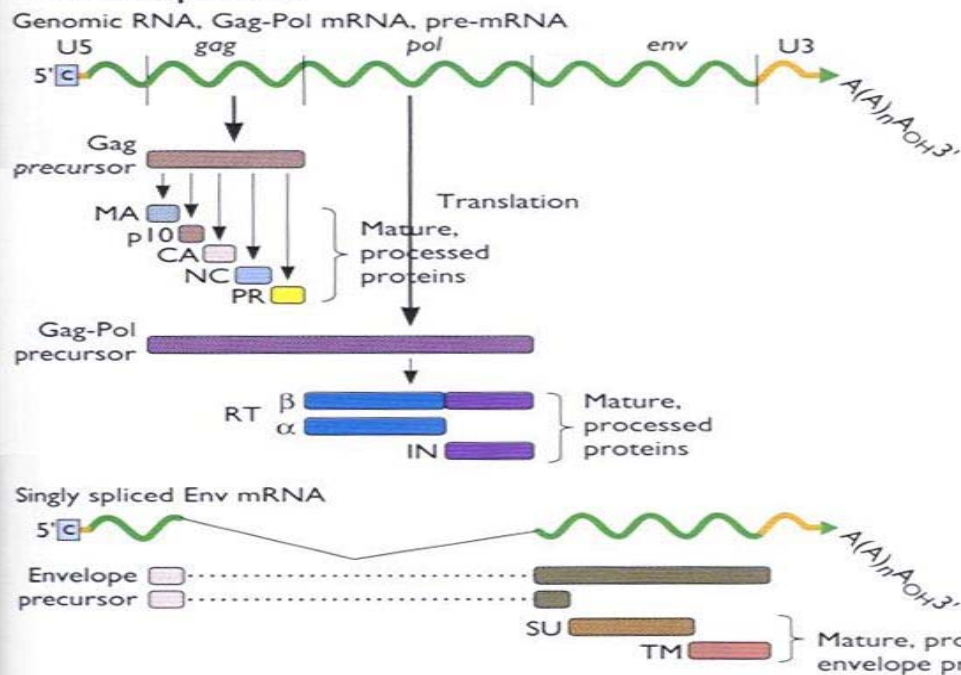 Genomic RNA, Gag-Pol mRNA, pre-mRNA
U5 gag pol env U3
5' C
A(A)nAOH3'
Gag
precursor
Translation
MA
p10
CA
NC
PR
Mature,
processed
proteins
Gag-Pol
precursor
RT
β
α
IN
Mature,
processed
proteins
Singly spliced Env mRNA
5' C
A(A)nAOH3'
Envelope
precursor
SU
TM
Mature,
envelope